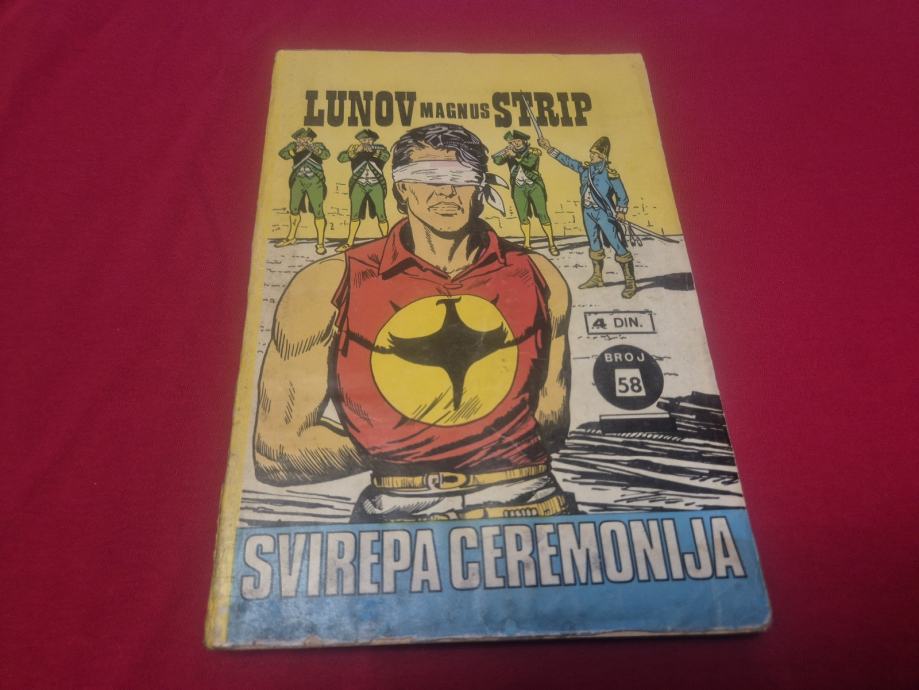 LUNOV MAGNUS STRIP
4 DIN.
BROJ
58
SVIREPA CEREMONIJA